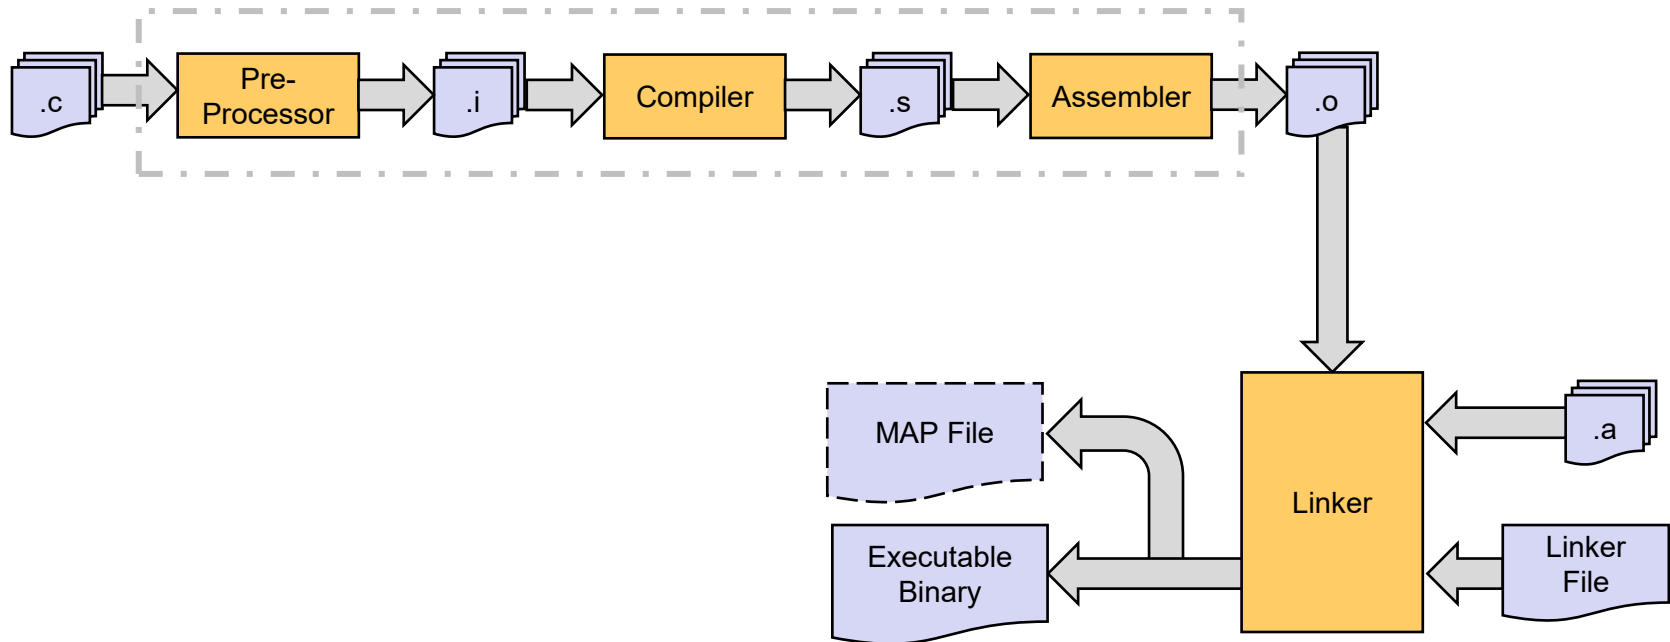 .c
Pre-
Processor
.i
Compiler
.s
Assembler
.o
MAP File
Executable
Binary
Linker
.a
Linker
File